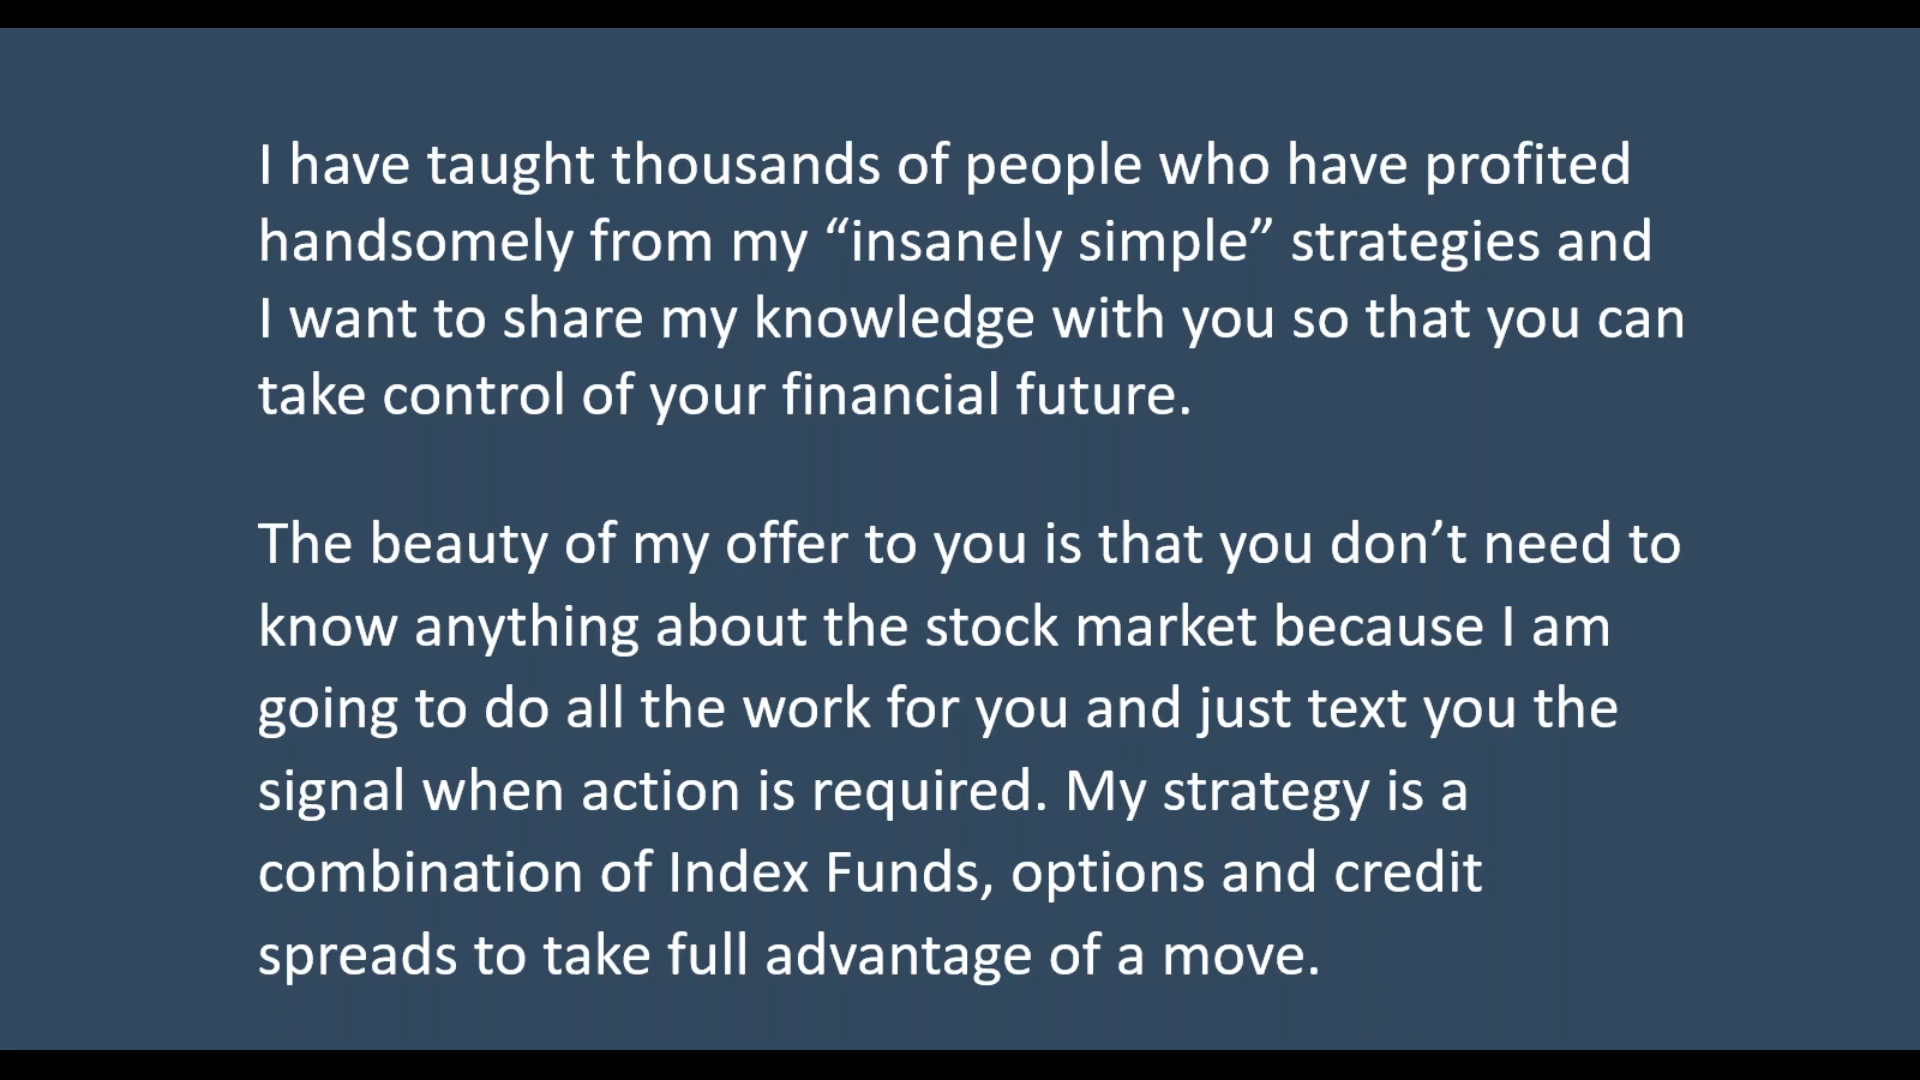 I have taught thousands of people who have profited
handsomely from my “insanely simple” strategies and
I want to share my knowledge with you so that you can
take control of your financial future.
The beauty of my offer to you is that you don’t need to
know anything about the stock market because I am
going to do all the work for you and just text you the
signal when action is required. My strategy is a
combination of Index Funds, options and credit
spreads to take full advantage of a move.